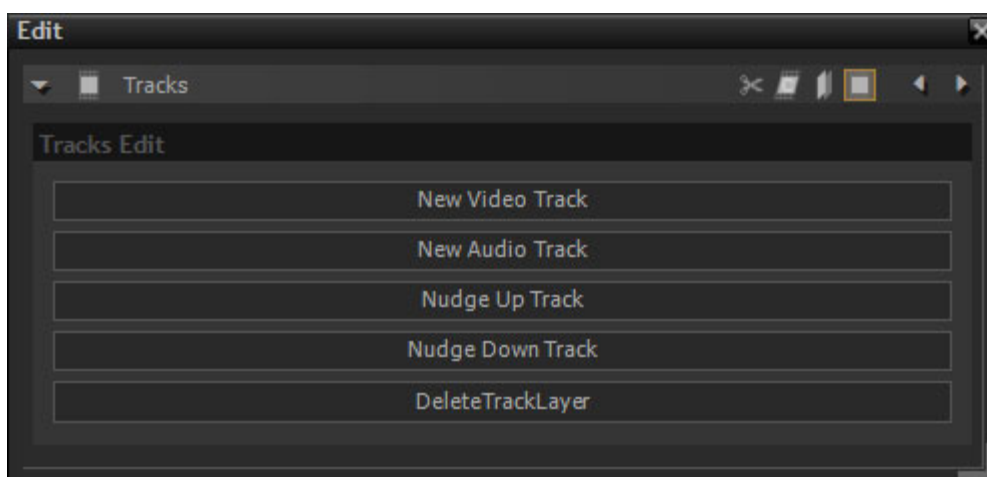 Edit
Tracks
Tracks Edit
New Video Track
New Audio Track
Nudge Up Track
Nudge Down Track
DeleteTrackLayer